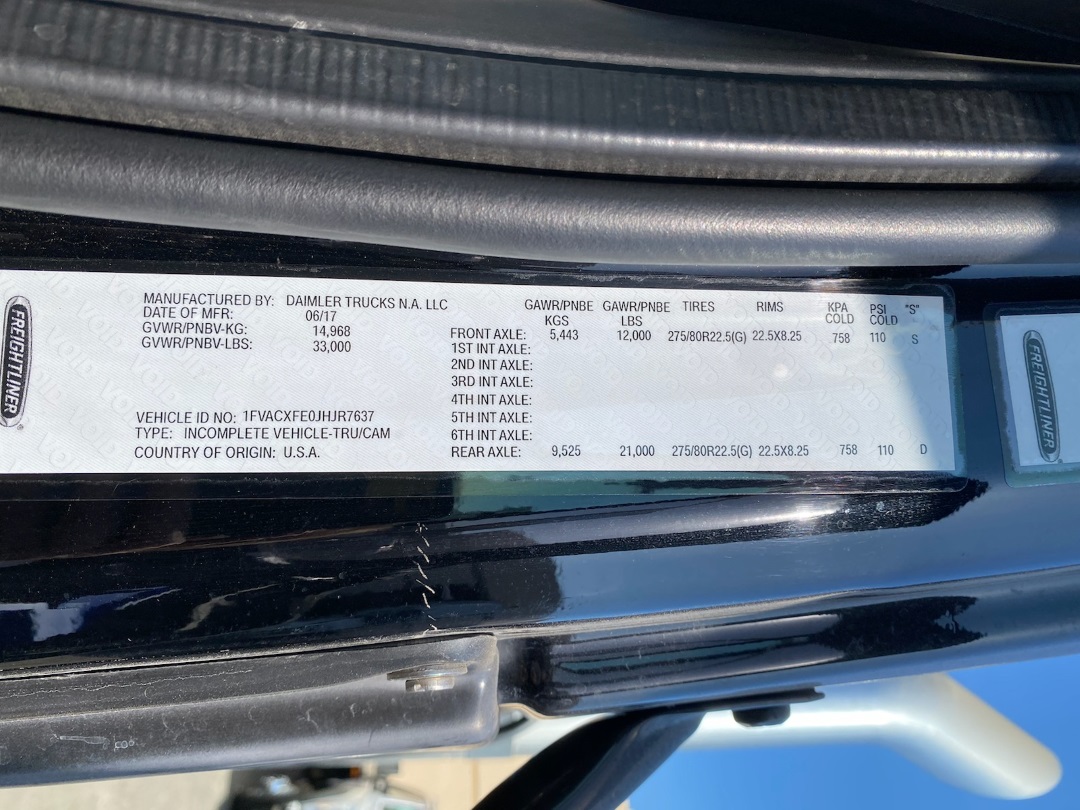 FREIGHTLINER
MANUFACTURED BY: DAIMLER TRUCKS N.A. LLC
DATE OF MFR: 06/17
GVWR/PNBV-KG: 14,968
GVWR/PNBV-LBS: 33,000
VEHICLE ID NO: 1FVACXFE0JHJR7637
TYPE: INCOMPLETE VEHICLE-TRU/CAM
COUNTRY OF ORIGIN: U.S.A.
GAWR/PNBE GAWR/PNBE TIRES RIMS KPA PSI "S"
KGS LBS COLD COLD
FRONT AXLE: 5,443 12,000 275/80R22.5(G) 22.5X8.25 758 110 S
1ST INT AXLE:
2ND INT AXLE:
3RD INT AXLE:
4TH INT AXLE:
5TH INT AXLE:
6TH INT AXLE:
REAR AXLE: 9,525 21,000 275/80R22.5(G) 22.5X8.25 758 110 D
FREIGHTLINER